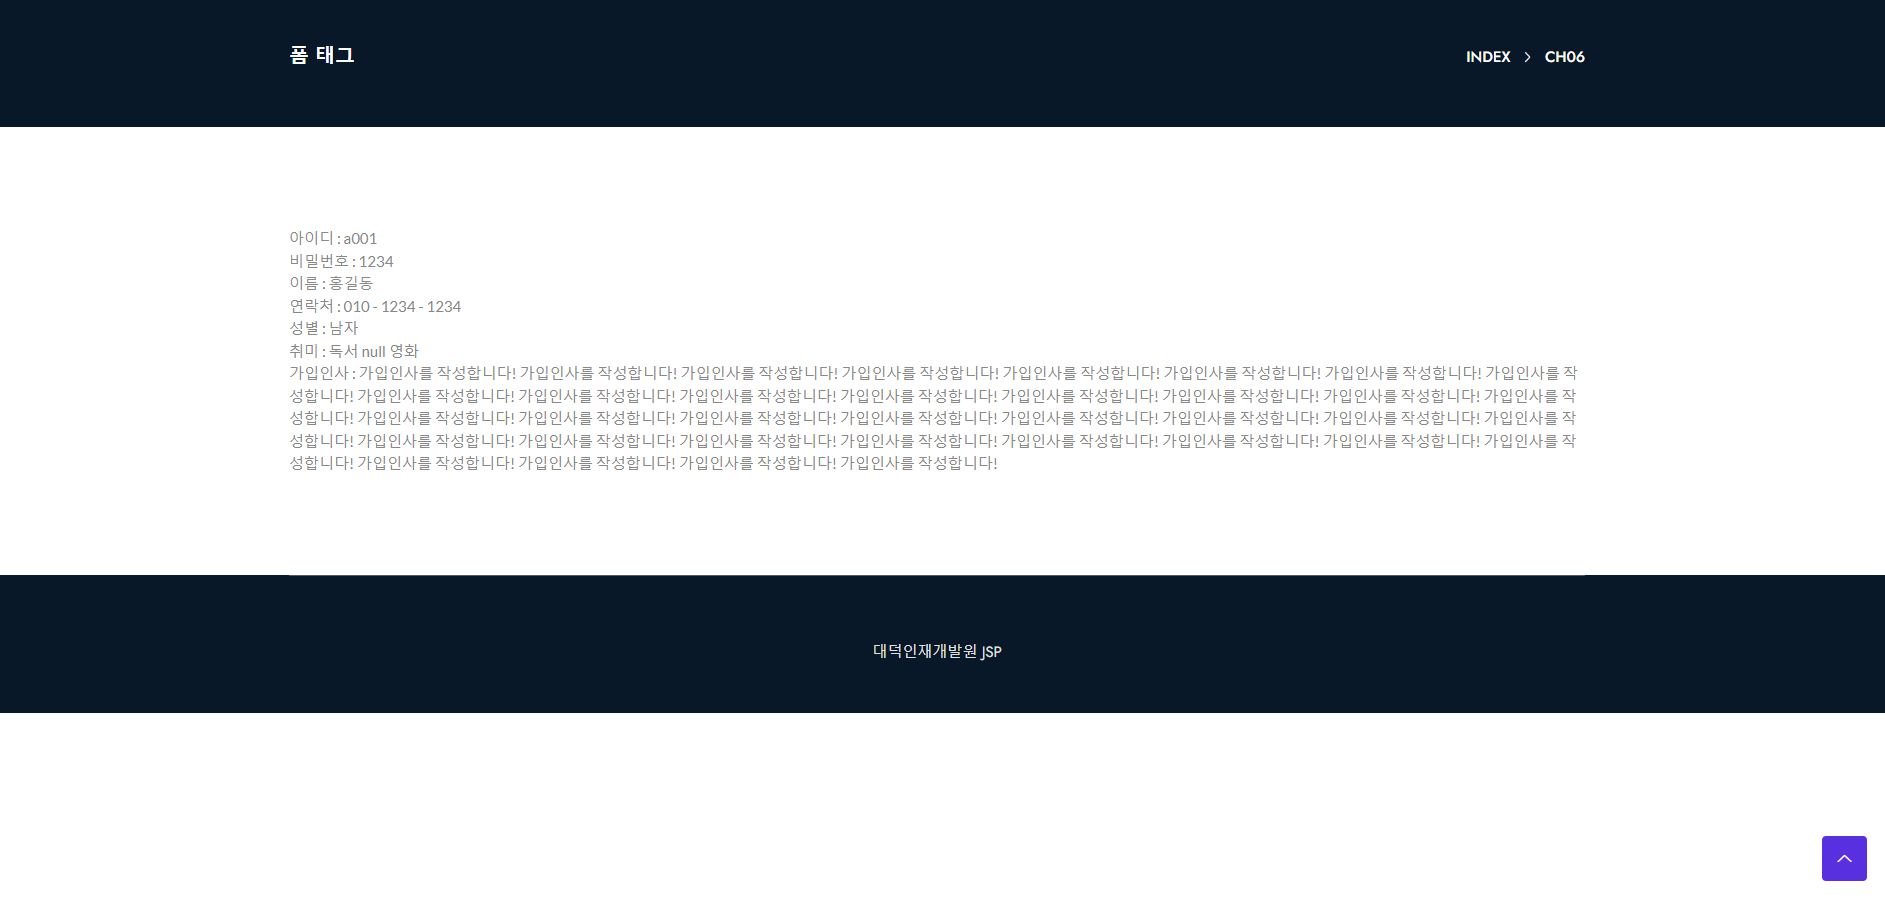 폼 태그
INDEX > CH06
아이디 : a001
비밀번호 : 1234
이름 : 홍길동
연락처 : 010 - 1234 - 1234
성별 : 남자
취미 : 독서 null 영화
가입인사 : 가입인사를 작성합니다! 가입인사를 작성합니다! 가입인사를 작성합니다! 가입인사를 작성합니다! 가입인사를 작성합니다! 가입인사를 작성합니다! 가입인사를 작성합니다! 가입인사를 작
성합니다! 가입인사를 작성합니다! 가입인사를 작성합니다! 가입인사를 작성합니다! 가입인사를 작성합니다! 가입인사를 작성합니다! 가입인사를 작성합니다! 가입인사를 작성합니다! 가입인사를 작
성합니다! 가입인사를 작성합니다! 가입인사를 작성합니다! 가입인사를 작성합니다! 가입인사를 작성합니다! 가입인사를 작성합니다! 가입인사를 작성합니다! 가입인사를 작성합니다! 가입인사를 작
성합니다! 가입인사를 작성합니다! 가입인사를 작성합니다! 가입인사를 작성합니다! 가입인사를 작성합니다! 가입인사를 작성합니다! 가입인사를 작성합니다! 가입인사를 작성합니다! 가입인사를 작
성합니다! 가입인사를 작성합니다! 가입인사를 작성합니다! 가입인사를 작성합니다! 가입인사를 작성합니다!
대덕인재개발원 JSP